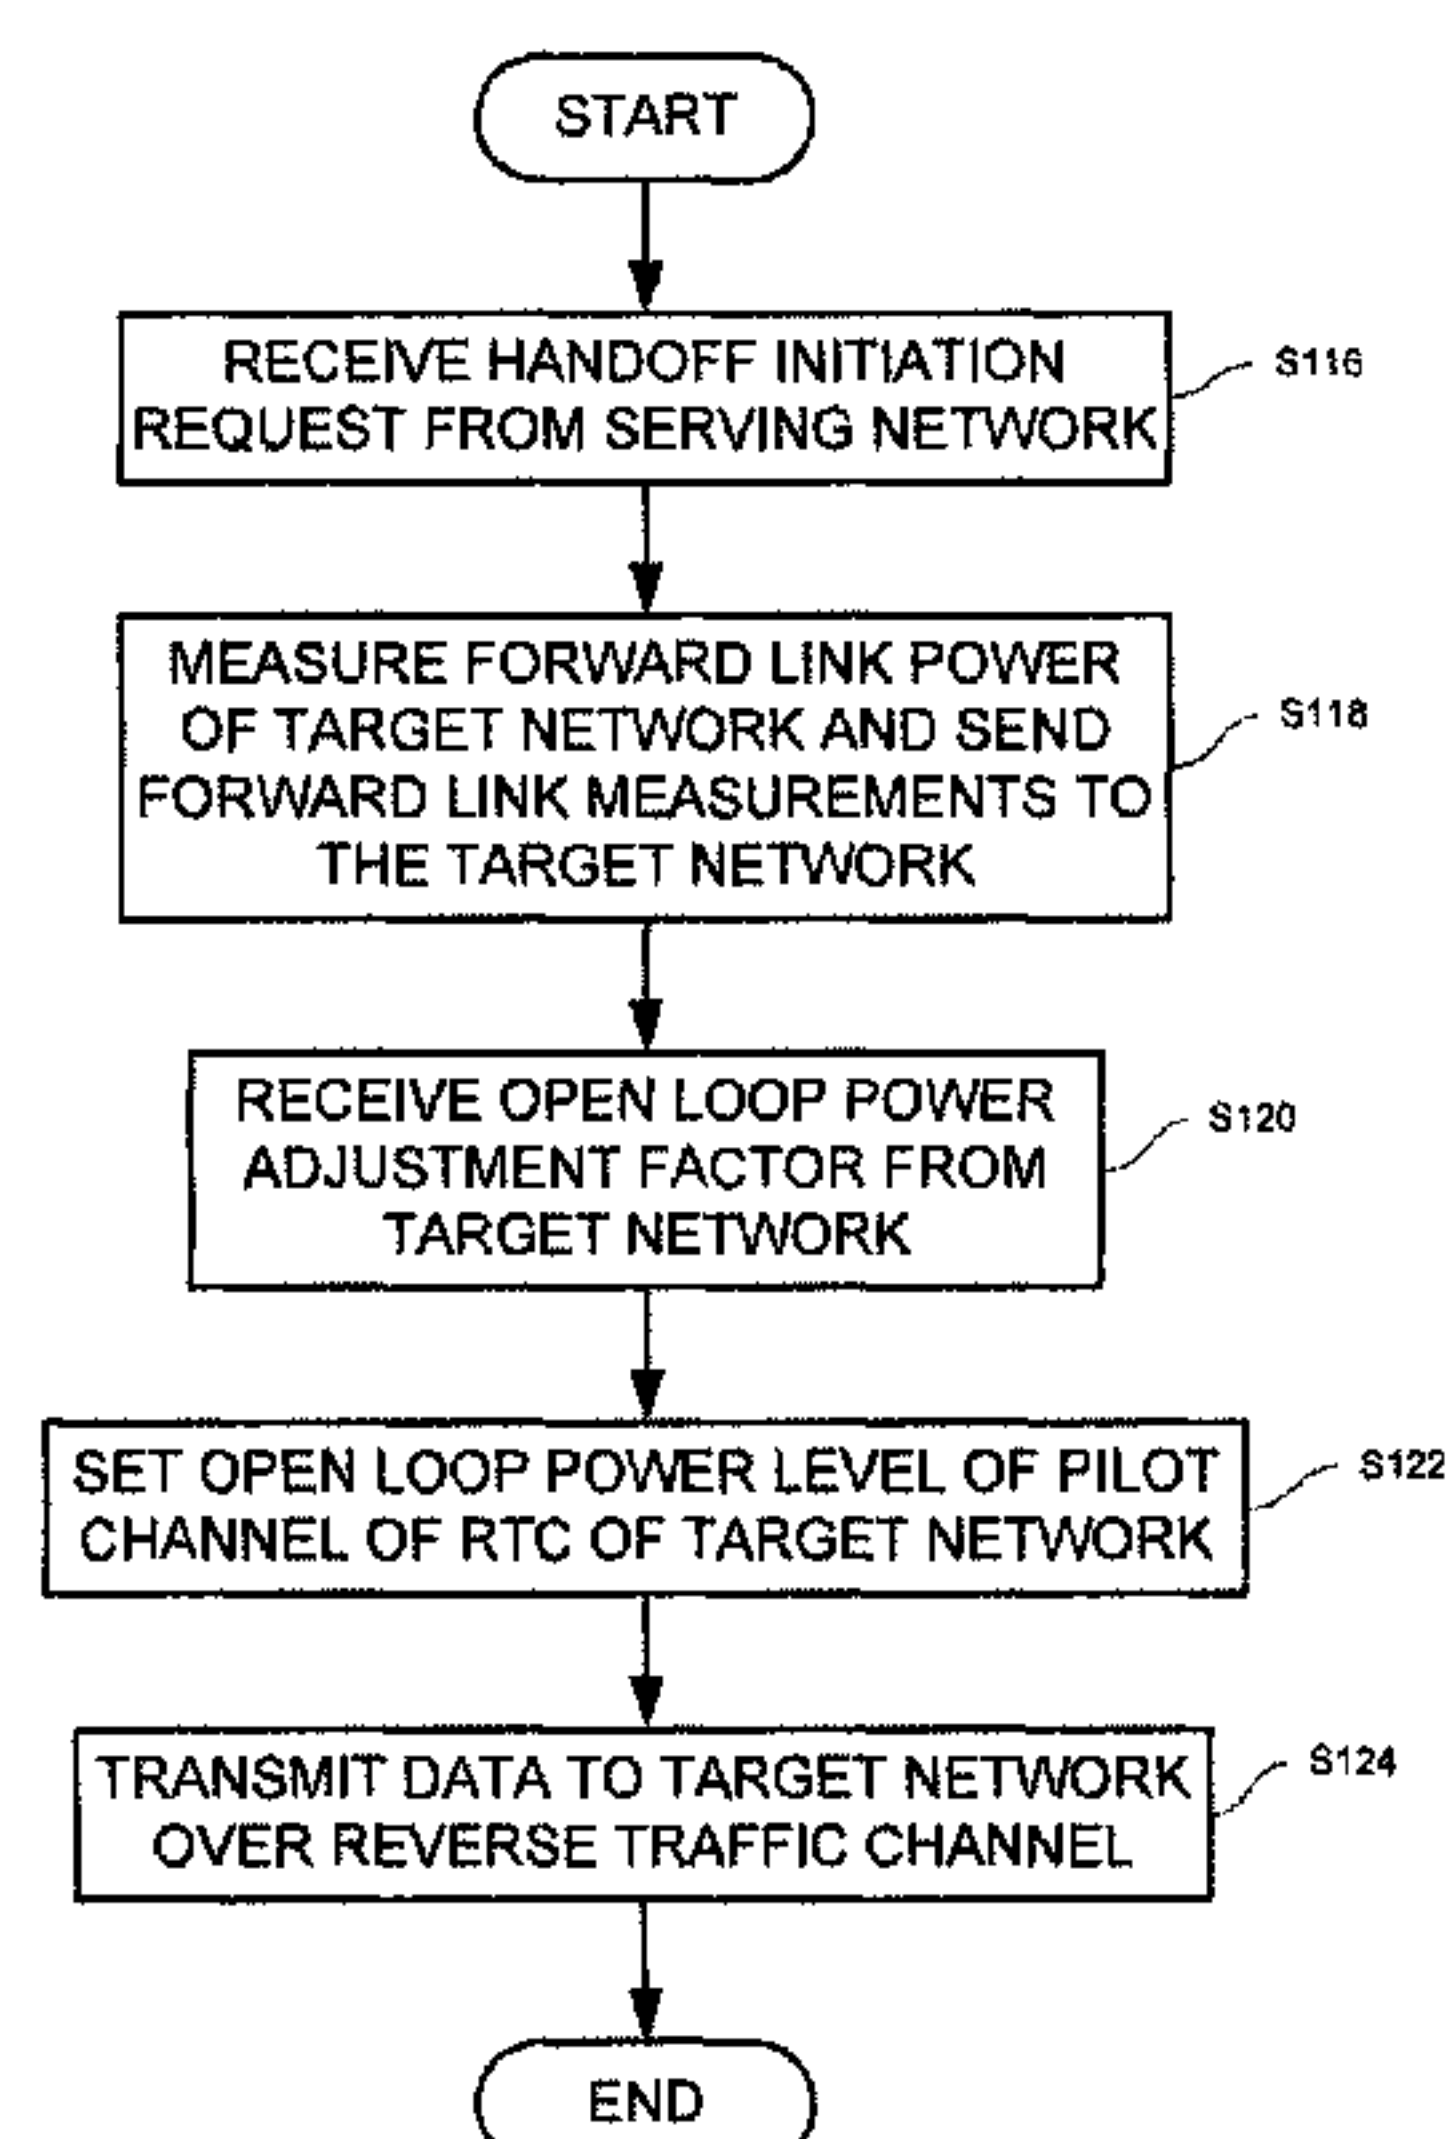 START
RECEIVE HANDOFF INITIATION
REQUEST FROM SERVING NETWORK
S116
MEASURE FORWARD LINK POWER
OF TARGET NETWORK AND SEND
FORWARD LINK MEASUREMENTS TO
THE TARGET NETWORK
S118
RECEIVE OPEN LOOP POWER
ADJUSTMENT FACTOR FROM
TARGET NETWORK
S120
SET OPEN LOOP POWER LEVEL OF PILOT
CHANNEL OF RTC OF TARGET NETWORK
S122
TRANSMIT DATA TO TARGET NETWORK
OVER REVERSE TRAFFIC CHANNEL
S124
END